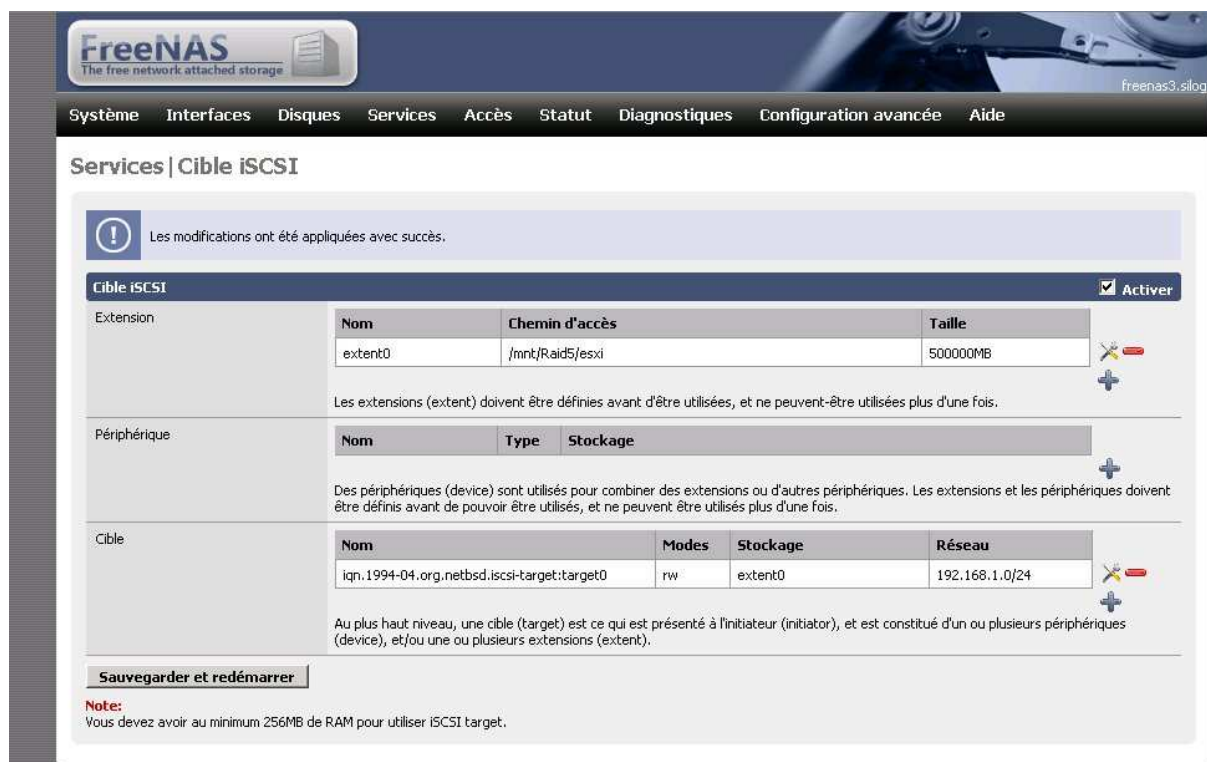 FreeNAS
The free network attached storage
freenas3.silog
Système Interfaces Disques Services Accès Statut Diagnostiques Configuration avancée Aide
Services|Cible iSCSI
Les modifications ont été appliquées avec succès.
Cible iSCSI Activer
Extension
Nom Chemin d'accès Taille
extent0 /mnt/Raid5/esxi 500000MB
Les extensions (extent) doivent être définies avant d'être utilisées, et ne peuvent-être utilisées plus d'une fois.
Périphérique
Nom Type Stockage
Des périphériques (device) sont utilisés pour combiner des extensions ou d'autres périphériques. Les extensions et les périphériques doivent
être définis avant de pouvoir être utilisés, et ne peuvent être utilisés plus d'une fois.
Cible
Nom Modes Stockage Réseau
iqn.1994-04.org.netbsd.iscsi-target:target0 rw extent0 192.168.1.0/24
Au plus haut niveau, une cible (target) est ce qui est présenté à l'initiateur (initiator), et est constitué d'un ou plusieurs périphériques
(device), et/ou une ou plusieurs extensions (extent).
Sauvegarder et redémarrer
Note:
Vous devez avoir au minimum 256MB de RAM pour utiliser iSCSI target.